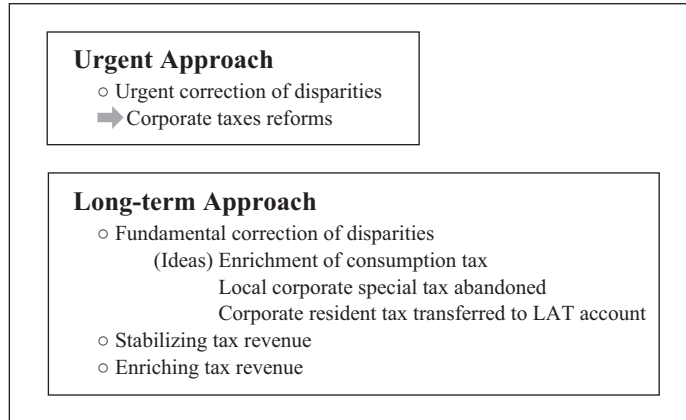 Urgent Approach
○ Urgent correction of disparities
Corporate taxes reforms
Long-term Approach
○ Fundamental correction of disparities
(Ideas) Enrichment of consumption tax
Local corporate special tax abandoned
Corporate resident tax transferred to LAT account
○ Stabilizing tax revenue
○ Enriching tax revenue